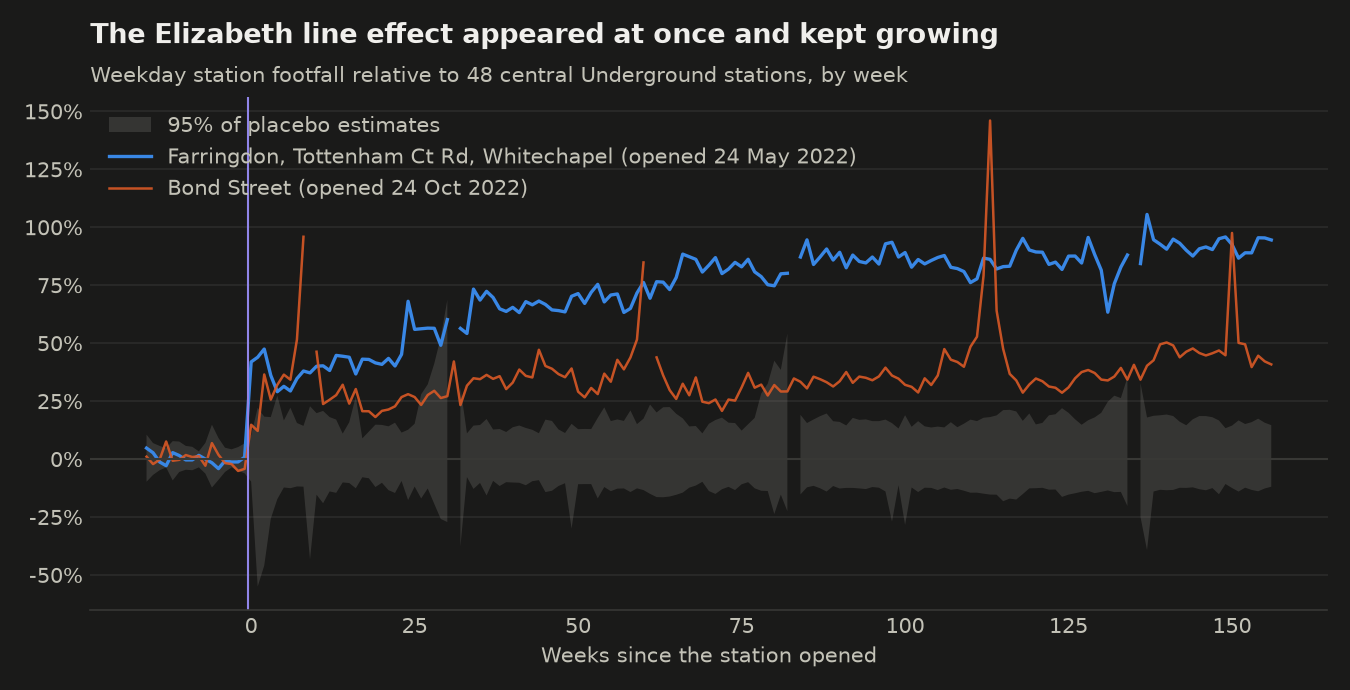 The Elizabeth line effect appeared at once and kept growing
Weekday station footfall relative to 48 central Underground stations, by week
95% of placebo estimates
Farringdon, Tottenham Ct Rd, Whitechapel (opened 24 May 2022)
Bond Street (opened 24 Oct 2022)
150%
125%
100%
75%
50%
25%
0%
-25%
-50%
0 25 50 75 100 125 150
Weeks since the station opened